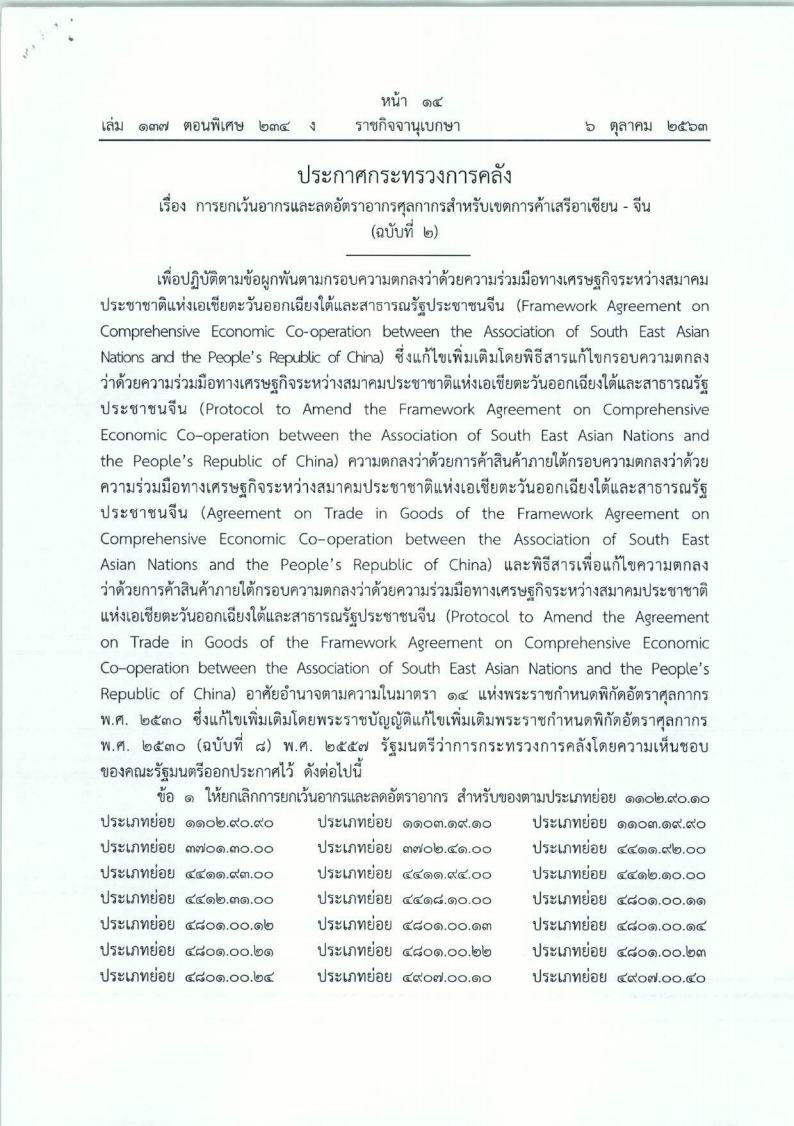 หน้า ๑๔
เล่ม ๑๓๗ ตอนพิเศษ ๒๓๔ ง ราชกิจจานุเบกษา ๖ ตุลาคม ๒๕๖๓
ประกาศกระทรวงการคลัง
เรื่อง การยกเว้นอากรและลดอัตราอากรศุลกากรสำหรับเขตการค้าเสรีอาเซียน - จีน
(ฉบับที่ ๒)
เพื่อปฏิบัติตามข้อผูกพันตามกรอบความตกลงว่าด้วยความร่วมมือทางเศรษฐกิจระหว่างสมาคม
ประชาชาติแห่งเอเชียตะวันออกเฉียงใต้และสาธารณรัฐประชาชนจีน (Framework Agreement on
Comprehensive Economic Co-operation between the Association of South East Asian
Nations and the People's Republic of China) ซึ่งแก้ไขเพิ่มเติมโดยพิธีสารแก้ไขกรอบความตกลง
ว่าด้วยความร่วมมือทางเศรษฐกิจระหว่างสมาคมประชาชาติแห่งเอเชียตะวันออกเฉียงใต้และสาธารณรัฐ
ประชาชนจีน (Protocol to Amend the Framework Agreement on Comprehensive
Economic Co–operation between the Association of South East Asian Nations and
the People's Republic of China) ความตกลงว่าด้วยการค้าสินค้าภายใต้กรอบความตกลงว่าด้วย
ความร่วมมือทางเศรษฐกิจระหว่างสมาคมประชาชาติแห่งเอเชียตะวันออกเฉียงใต้และสาธารณรัฐ
ประชาชนจีน (Agreement on Trade in Goods of the Framework Agreement on
Comprehensive Economic Co–operation between the Association of South East
Asian Nations and the People's Republic of China) และพิธีสารเพื่อแก้ไขความตกลง
ว่าด้วยการค้าสินค้าภายใต้กรอบความตกลงว่าด้วยความร่วมมือทางเศรษฐกิจระหว่างสมาคมประชาชาติ
แห่งเอเชียตะวันออกเฉียงใต้และสาธารณรัฐประชาชนจีน (Protocol to Amend the Agreement
on Trade in Goods of the Framework Agreement on Comprehensive Economic
Co–operation between the Association of South East Asian Nations and the People's
Republic of China) อาศัยอำนาจตามความในมาตรา ๑๔ แห่งพระราชกำหนดพิกัดอัตราศุลกากร
พ.ศ. ๒๕๓๐ ซึ่งแก้ไขเพิ่มเติมโดยพระราชบัญญัติแก้ไขเพิ่มเติมพระราชกำหนดพิกัดอัตราศุลกากร
พ.ศ. ๒๕๓๐ (ฉบับที่ ๘) พ.ศ. ๒๕๕๗ รัฐมนตรีว่าการกระทรวงการคลังโดยความเห็นชอบ
ของคณะรัฐมนตรีออกประกาศไว้ ดังต่อไปนี้
ข้อ ๑ ให้ยกเลิกการยกเว้นอากรและลดอัตราอากร สำหรับของตามประเภทย่อย ๑๑๐๒.๙๐.๑๐
ประเภทย่อย ๑๑๐๒.๙๐.๙๐ ประเภทย่อย ๑๑๐๓.๑๙.๑๐ ประเภทย่อย ๑๑๐๓.๑๙.๙๐
ประเภทย่อย ๓๗๐๑.๓๐.๐๐ ประเภทย่อย ๓๗๐๒.๔๑.๐๐ ประเภทย่อย ๔๔๑๑.๙๒.๐๐
ประเภทย่อย ๔๔๑๑.๙๓.๐๐ ประเภทย่อย ๔๔๑๑.๙๔.๐๐ ประเภทย่อย ๔๔๑๒.๑๐.๐๐
ประเภทย่อย ๔๔๑๒.๓๑.๐๐ ประเภทย่อย ๔๔๑๘.๑๐.๐๐ ประเภทย่อย ๔๘๐๑.๐๐.๑๑
ประเภทย่อย ๔๘๐๑.๐๐.๑๒ ประเภทย่อย ๔๘๐๑.๐๐.๑๓ ประเภทย่อย ๔๘๐๑.๐๐.๑๔
ประเภทย่อย ๔๘๐๑.๐๐.๒๑ ประเภทย่อย ๔๘๐๑.๐๐.๒๒ ประเภทย่อย ๔๘๐๑.๐๐.๒๓
ประเภทย่อย ๔๘๐๑.๐๐.๒๔ ประเภทย่อย ๔๙๐๗.๐๐.๑๐ ประเภทย่อย ๔๙๐๗.๐๐.๔๐